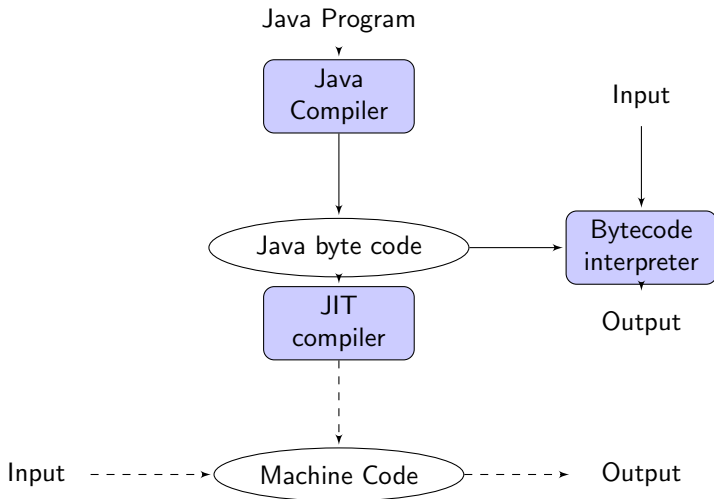 Java Program
Java
Compiler
Input
Java byte code
Bytecode
interpreter
JIT
compiler
Output
Input
Machine Code
Output